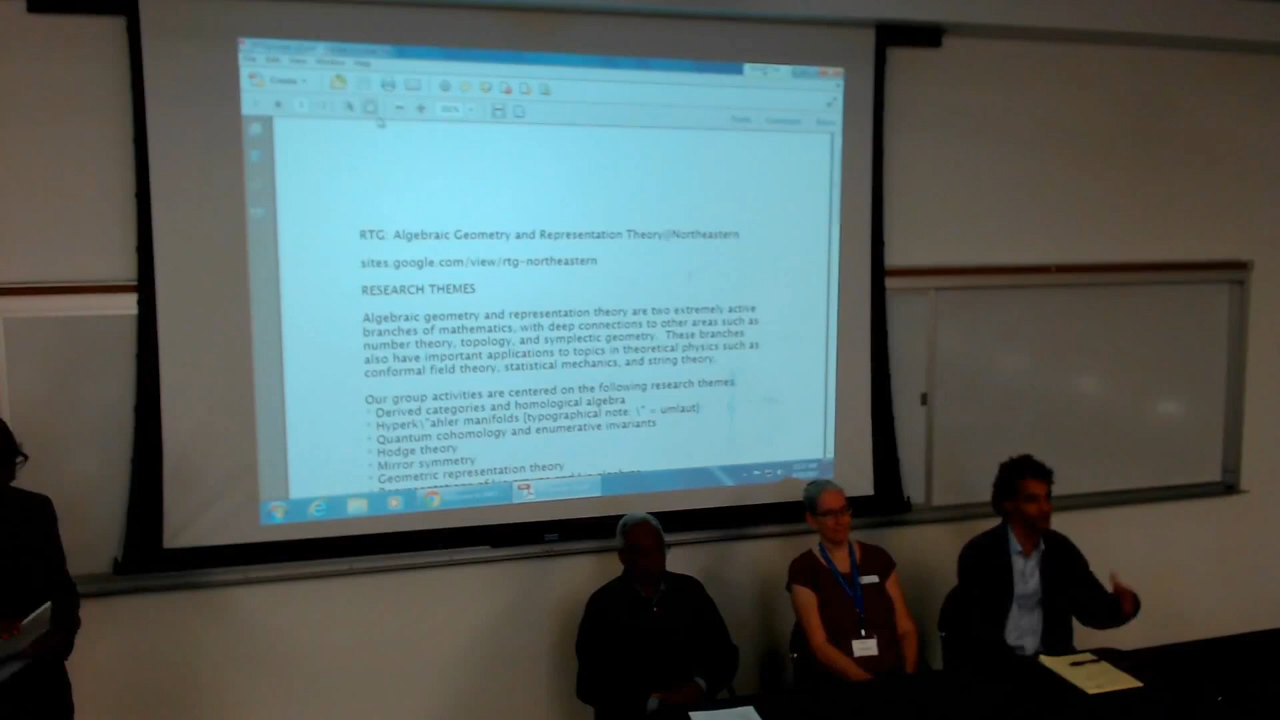 Create
RTG: Algebraic Geometry and Representation Theory@Northeastern
sites.google.com/view/rtg-northeastern
RESEARCH THEMES
Algebraic geometry and representation theory are two extremely active
branches of mathematics, with deep connections to other areas such as
number theory, topology, and symplectic geometry. These branches
also have important applications to topics in theoretical physics such as
conformal field theory, statistical mechanics, and string theory.
Our group activities are centered on the following research themes:
◦ Derived categories and homological algebra
◦ Hyperk\"ahler manifolds [typographical note: \" = umlaut]
◦ Quantum cohomology and enumerative invariants
◦ Hodge theory
◦ Mirror symmetry
◦ Geometric representation theory